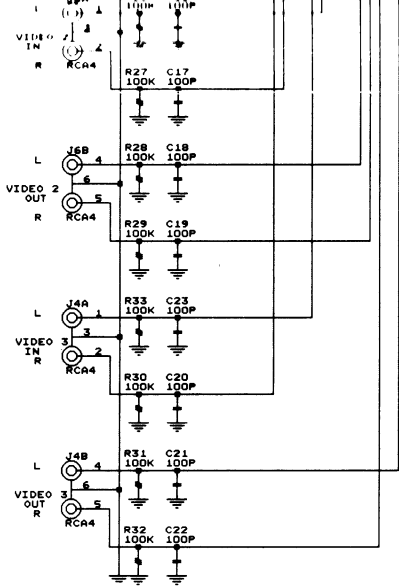 L
1
100K 100P
VIDEO 2
IN
2
R RCA4
R27 C17
100K 100P
J6B R28 C18
L 4 100K 100P
6
VIDEO 2
OUT 5
R RCA4
R29 C19
100K 100P
J4A R33 C23
L 1 100K 100P
3
VIDEO 3
IN 2
R RCA4
R30 C20
100K 100P
J4B R31 C21
L 4 100K 100P
6
VIDEO 3
OUT 5
R RCA4
R32 C22
100K 100P